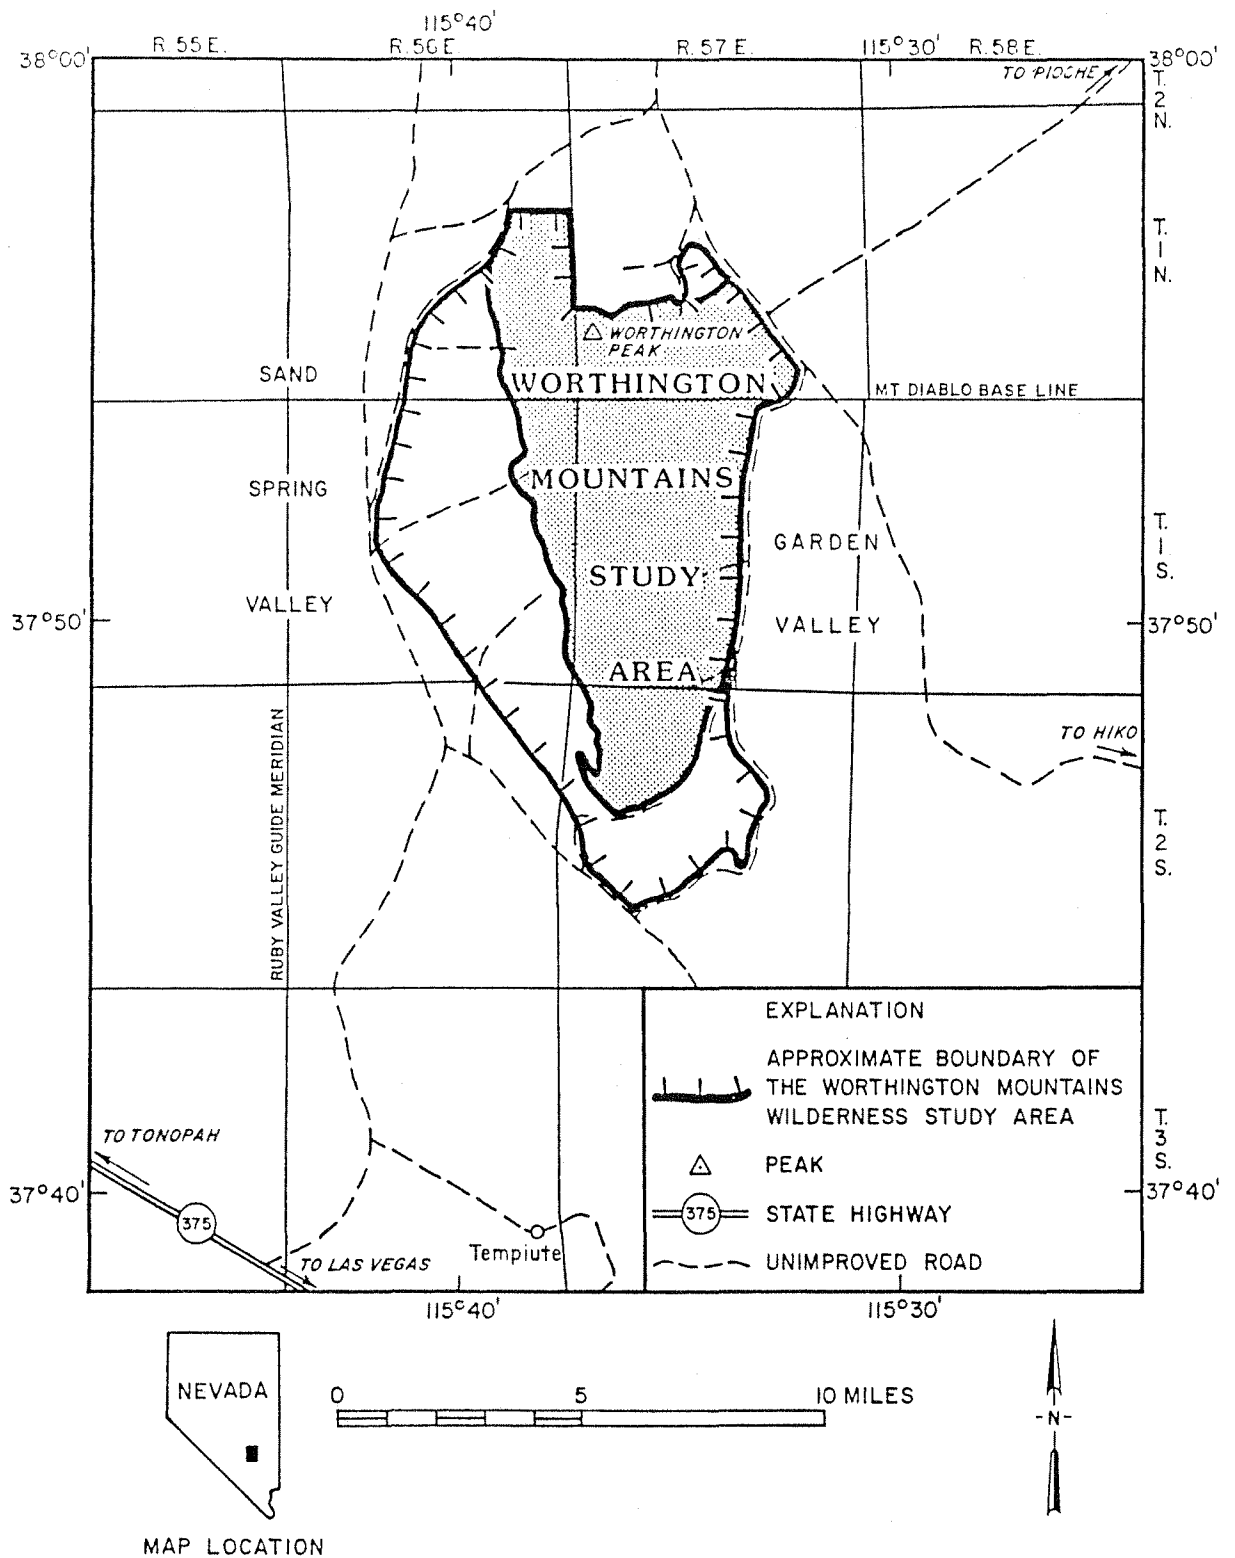 115°40'
R.55 E. R.56 E. R.57 E. 115°30' R.58 E.
38°00' 38°00'
TO PIOCHE
T.
2
N.
T.
1
N.
WORTHINGTON
PEAK
SAND
WORTHINGTON
MT DIABLO BASE LINE
MOUNTAINS
SPRING
T.
1
S.
GARDEN
STUDY
VALLEY
37°50' 37°50'
VALLEY
AREA
RUBY VALLEY GUIDE MERIDIAN
TO HIKO
T.
2
S.
EXPLANATION
APPROXIMATE BOUNDARY OF
THE WORTHINGTON MOUNTAINS
WILDERNESS STUDY AREA
T.
3
S.
TO TONOPAH
PEAK
37°40' 37°40'
375
375 STATE HIGHWAY
Tempiute
TO LAS VEGAS
UNIMPROVED ROAD
115°40' 115°30'
NEVADA
0 5 10 MILES
-N-
MAP LOCATION